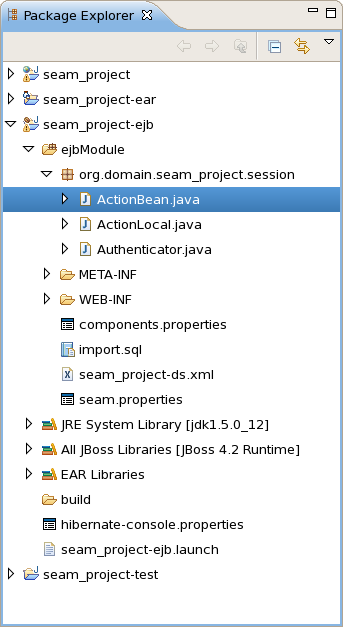 Package Explorer
seam_project
seam_project-ear
seam_project-ejb
ejbModule
org.domain.seam_project.session
ActionBean.java
ActionLocal.java
Authenticator.java
META-INF
WEB-INF
components.properties
import.sql
seam_project-ds.xml
seam.properties
JRE System Library [jdk1.5.0_12]
All JBoss Libraries [JBoss 4.2 Runtime]
EAR Libraries
build
hibernate-console.properties
seam_project-ejb.launch
seam_project-test